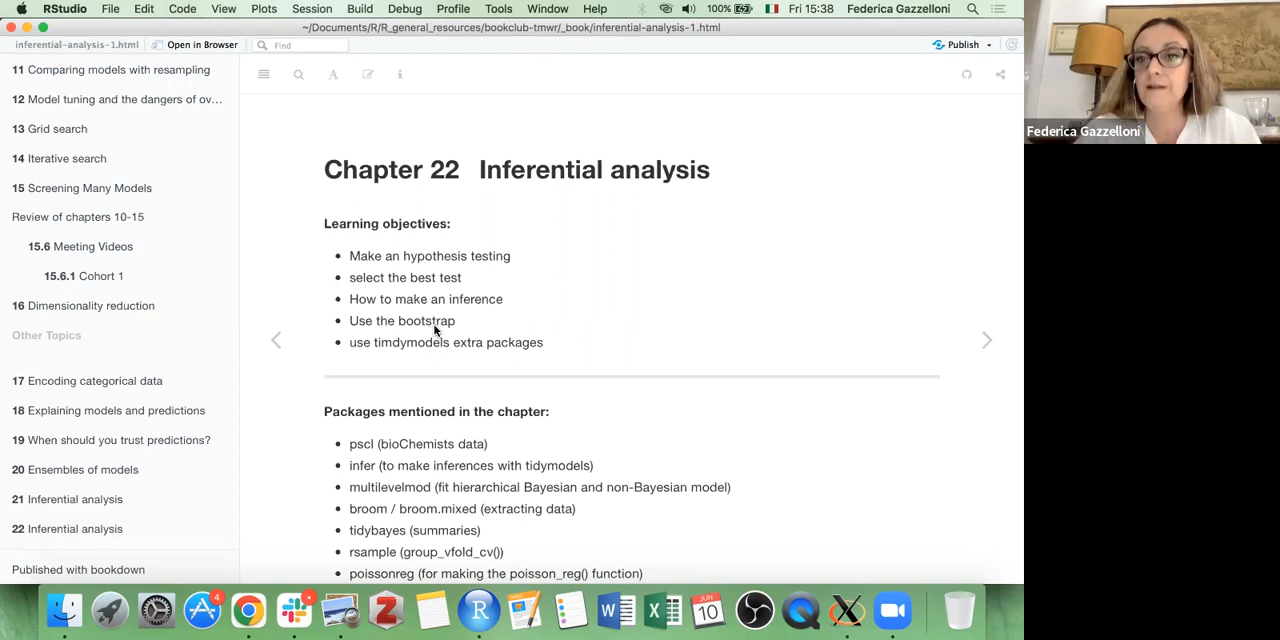 RStudio File Edit Code View Plots Session Build Debug Profile Tools Window Help 100% Fri 15:38 Federica Gazzelloni
~/Documents/R/R_general_resources/bookclub-tmwr/_book/inferential-analysis-1.html
inferential-analysis-1.html Open in Browser Find Publish
11 Comparing models with resampling
12 Model tuning and the dangers of ov...
13 Grid search
14 Iterative search
15 Screening Many Models
Review of chapters 10-15
15.6 Meeting Videos
15.6.1 Cohort 1
16 Dimensionality reduction
Other Topics
17 Encoding categorical data
18 Explaining models and predictions
19 When should you trust predictions?
20 Ensembles of models
21 Inferential analysis
22 Inferential analysis
Published with bookdown
A
Chapter 22 Inferential analysis
Learning objectives:
• Make an hypothesis testing
• select the best test
• How to make an inference
• Use the bootstrap
• use timdymodels extra packages
Packages mentioned in the chapter:
• pscl (bioChemists data)
• infer (to make inferences with tidymodels)
• multilevelmod (fit hierarchical Bayesian and non-Bayesian model)
• broom / broom.mixed (extracting data)
• tidybayes (summaries)
• rsample (group_vfold_cv())
• poissonreg (for making the poisson_reg() function)
Federica Gazzelloni
4
Z
R
W
X
JUN
10
X